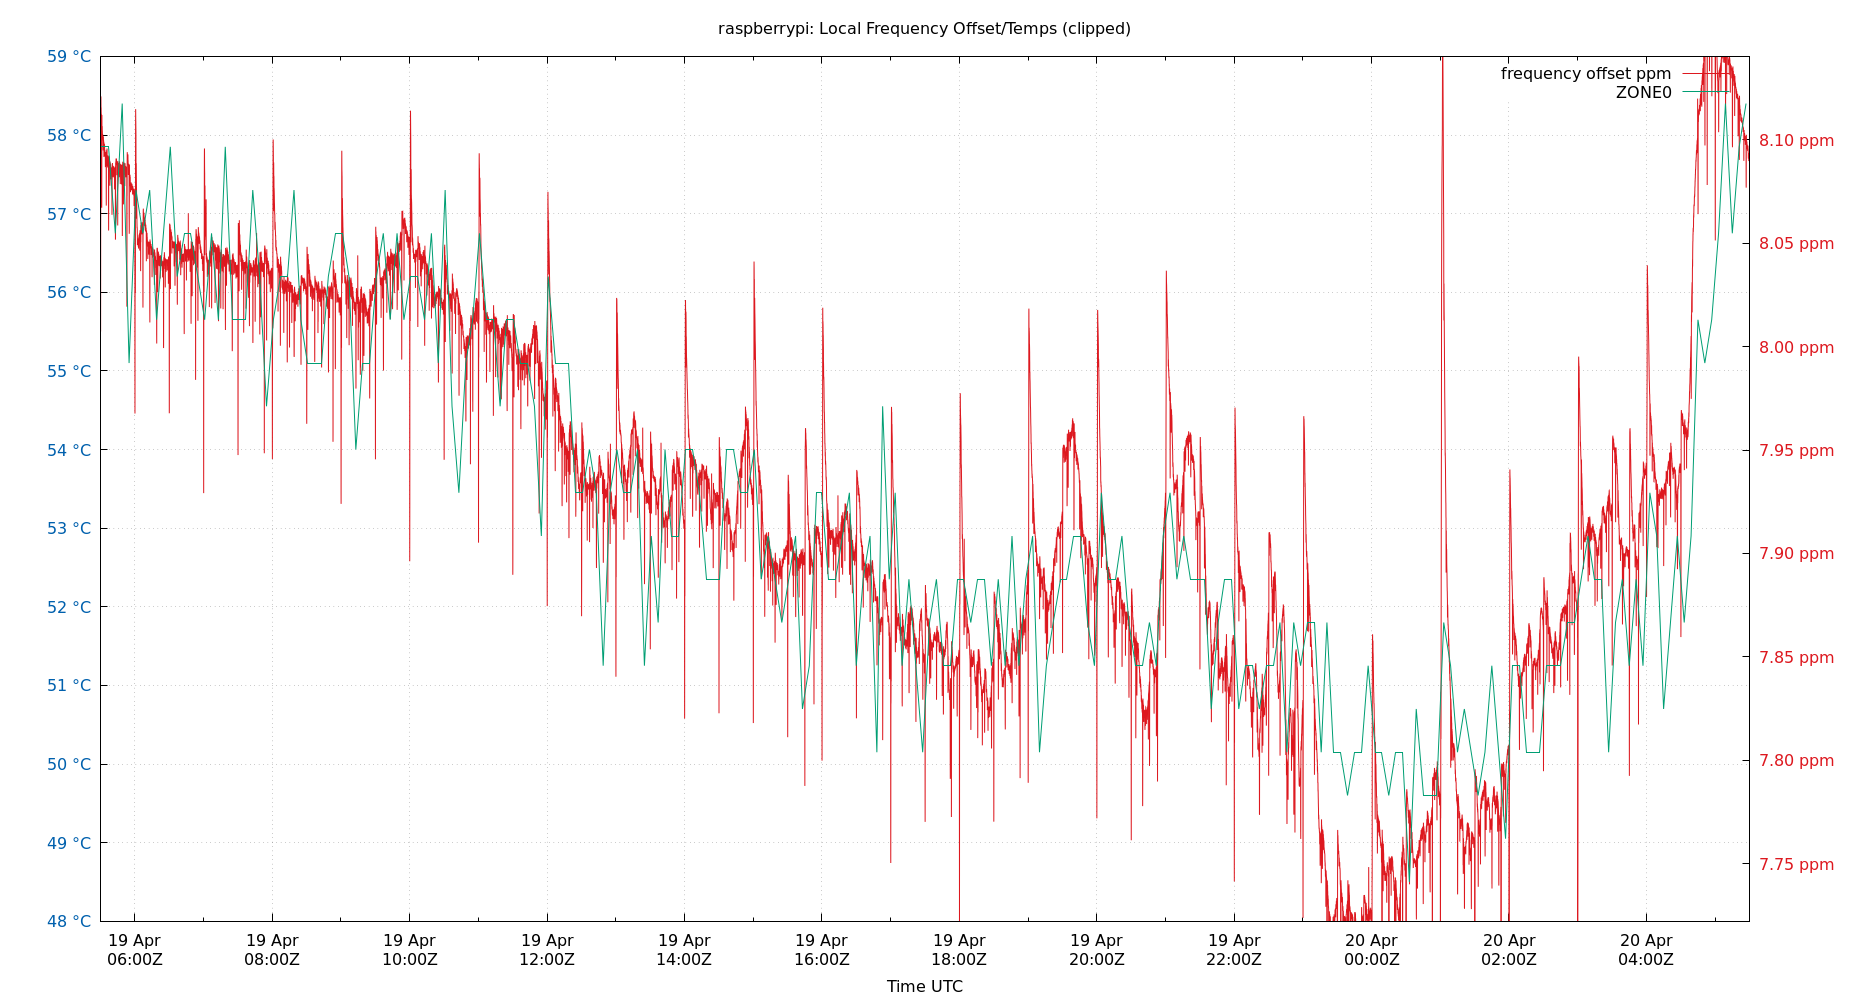 raspberrypi: Local Frequency Offset/Temps (clipped)
frequency offset ppm
ZONE0
59 °C
58 °C
57 °C
56 °C
55 °C
54 °C
53 °C
52 °C
51 °C
50 °C
49 °C
48 °C
8.10 ppm
8.05 ppm
8.00 ppm
7.95 ppm
7.90 ppm
7.85 ppm
7.80 ppm
7.75 ppm
19 Apr 19 Apr 19 Apr 19 Apr 19 Apr 19 Apr 19 Apr 19 Apr 19 Apr 20 Apr 20 Apr 20 Apr
06:00Z 08:00Z 10:00Z 12:00Z 14:00Z 16:00Z 18:00Z 20:00Z 22:00Z 00:00Z 02:00Z 04:00Z
Time UTC